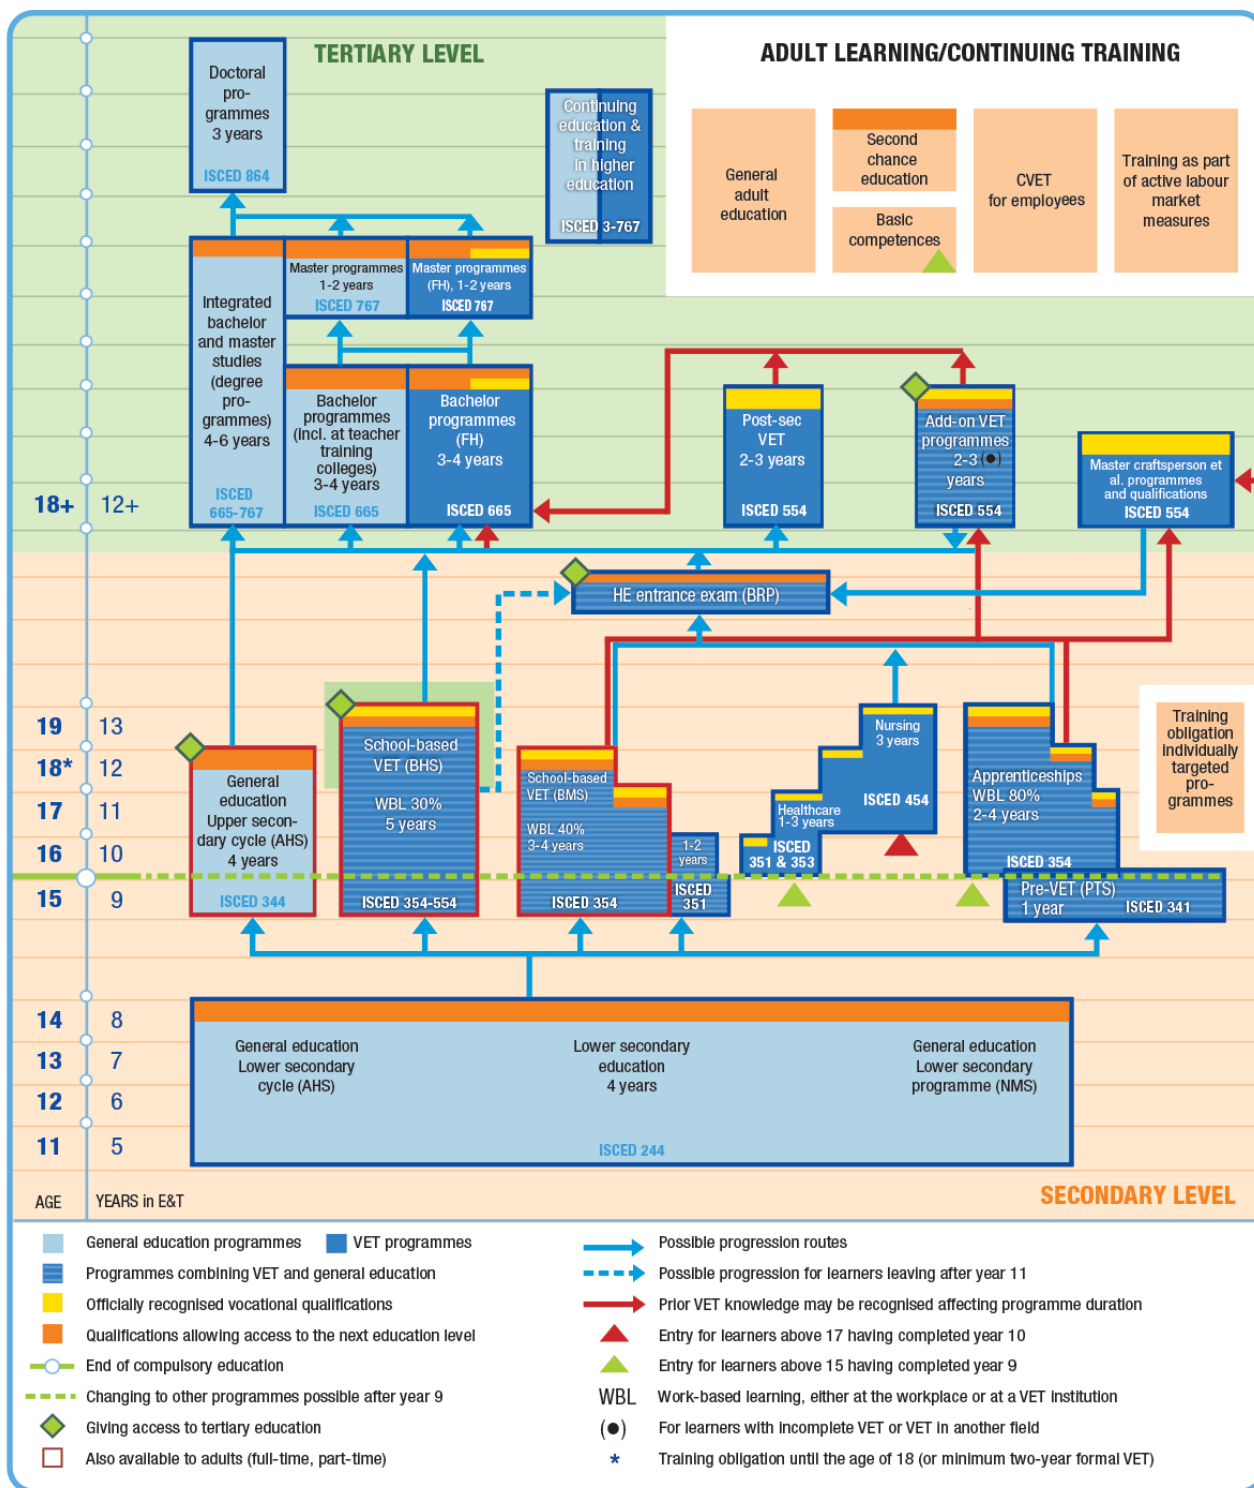 TERTIARY LEVEL
ADULT LEARNING/CONTINUING TRAINING
Doctoral
pro-
grammes
3 years
ISCED 864
Continuing
education &
training
in higher
education
ISCED 3-767
General
adult
education
Second
chance
education
Basic
competences
CVET
for employees
Training as part
of active labour
market
measures
Integrated
bachelor
and master
studies
(degree
pro-
grammes)
4-6 years
ISCED
665-767
Master programmes
1-2 years
ISCED 767
Master programmes
(FH), 1-2 years
ISCED 767
Bachelor
programmes
(incl. at teacher
training
colleges)
3-4 years
ISCED 665
Bachelor
programmes
(FH)
3-4 years
ISCED 665
Post-sec
VET
2-3 years
ISCED 554
Add-on VET
programmes
2-3 (●)
years
ISCED 554
Master craftsperson et
al. programmes
and qualifications
ISCED 554
18+ 12+
HE entrance exam (BRP)
19 13
18* 12
17 11
16 10
15 9
General
education
Upper secon-
dary cycle (AHS)
4 years
ISCED 344
School-based
VET (BHS)
WBL 30%
5 years
ISCED 354-554
School-based
VET (BMS)
WBL 40%
3-4 years
ISCED 354
1-2
years
ISCED
351
Healthcare
1-3 years
ISCED
351 & 353
Nursing
3 years
ISCED 454
Apprenticeships
WBL 80%
2-4 years
ISCED 354
Pre-VET (PTS)
1 year
ISCED 341
Training
obligation
individually
targeted
pro-
grammes
14 8
13 7
12 6
11 5
General education
Lower secondary
cycle (AHS)
Lower secondary
education
4 years
General education
Lower secondary
programme (NMS)
ISCED 244
AGE YEARS in E&T
SECONDARY LEVEL
General education programmes
VET programmes
Programmes combining VET and general education
Officially recognised vocational qualifications
Qualifications allowing access to the next education level
End of compulsory education
Changing to other programmes possible after year 9
Giving access to tertiary education
Also available to adults (full-time, part-time)
Possible progression routes
Possible progression for learners leaving after year 11
Prior VET knowledge may be recognised affecting programme duration
Entry for learners above 17 having completed year 10
Entry for learners above 15 having completed year 9
WBL Work-based learning, either at the workplace or at a VET institution
(●) For learners with incomplete VET or VET in another field
* Training obligation until the age of 18 (or minimum two-year formal VET)